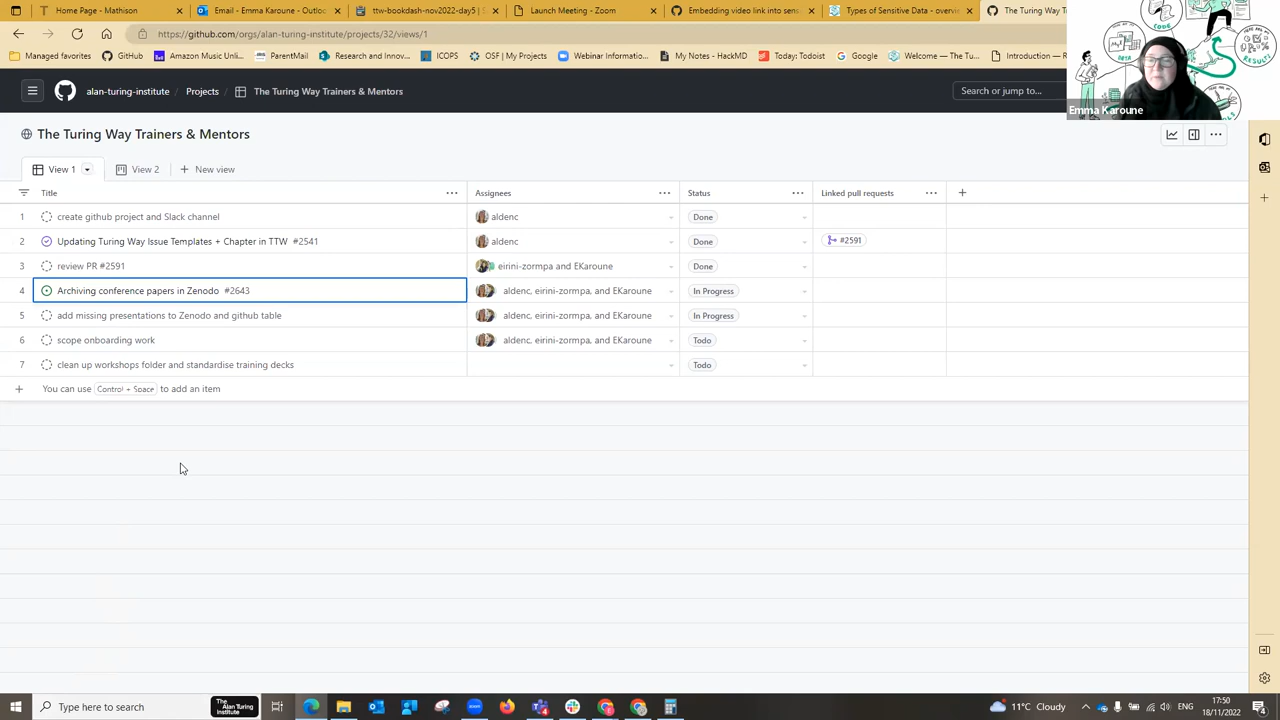 Home Page - Mathison
Email - Emma Karoune - Outloo
ttw-bookdash-nov2022-day5 | S
Launch Meeting - Zoom
Embedding video link into sens
Types of Sensitive Data - overvie
The Turing Way Tr
https://github.com/orgs/alan-turing-institute/projects/32/views/1
Managed favorites
GitHub
Amazon Music Unli...
ParentMail
Research and Innov...
ICOPS
OSF | My Projects
Webinar Informatio...
My Notes - HackMD
Today: Todoist
Google
Welcome — The Tu...
Introduction —
CODE
DATA
RESULTS
Emma Karoune
alan-turing-institute
Projects
The Turing Way Trainers & Mentors
Search or jump to...
The Turing Way Trainers & Mentors
View 1
View 2
New view
Title Assignees Status Linked pull requests
1 create github project and Slack channel aldenc Done
2 Updating Turing Way Issue Templates + Chapter in TTW #2541 aldenc Done #2591
3 review PR #2591 eirini-zormpa and EKaroune Done
4 Archiving conference papers in Zenodo #2643 aldenc, eirini-zormpa, and EKaroune In Progress
5 add missing presentations to Zenodo and github table aldenc, eirini-zormpa, and EKaroune In Progress
6 scope onboarding work aldenc, eirini-zormpa, and EKaroune Todo
7 clean up workshops folder and standardise training decks Todo
You can use Control + Space to add an item
Type here to search
The Alan Turing Institute
11°C Cloudy
ENG
17:50
18/11/2022